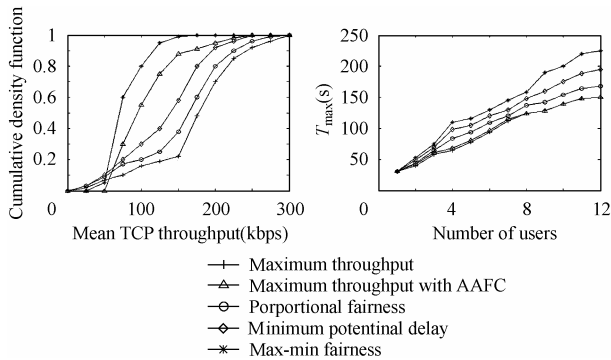 Cumulative density function
1
0.8
0.6
0.4
0.2
0
100
200
300
Mean TCP throughput(kbps)
Tmax(s)
250
200
150
100
50
0
4
8
12
Number of users
Maximum throughput
Maximum throughput with AAFC
Porportional fairness
Minimum potentinal delay
Max-min fairness